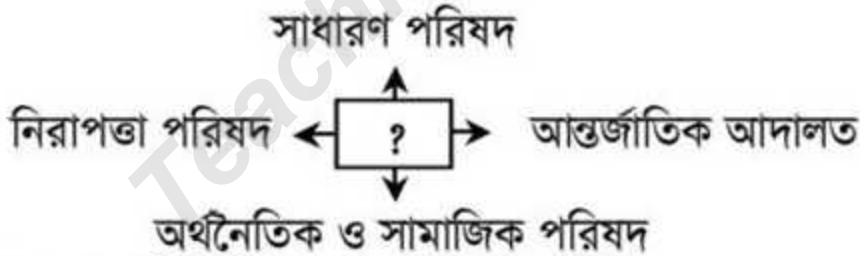 সাধারণ পরিষদ
নিরাপত্তা পরিষদ ? আন্তর্জাতিক আদালত
অর্থনৈতিক ও সামাজিক পরিষদ